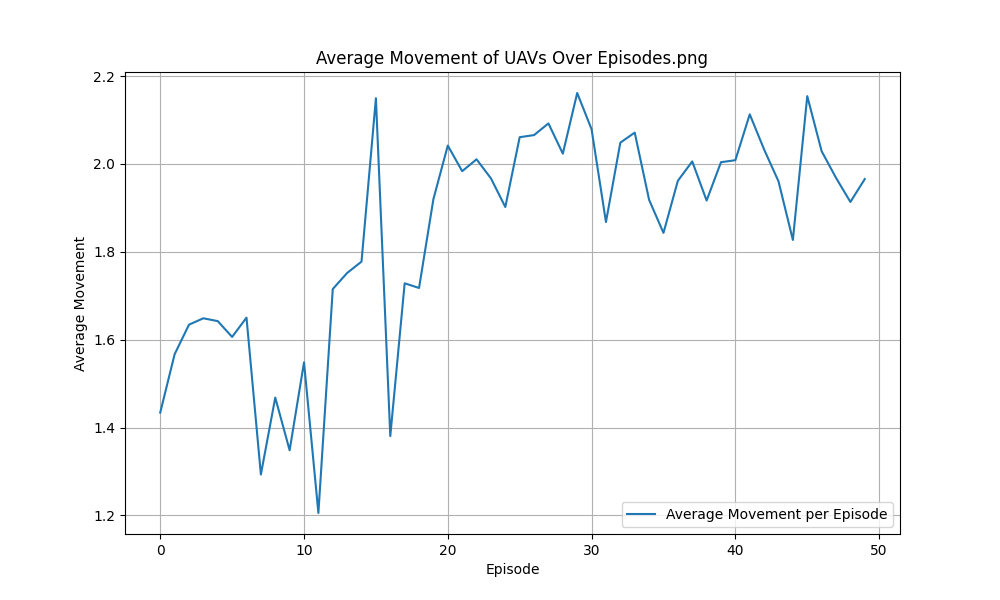 Average Movement of UAVs Over Episodes.png
2.2
2.0
1.8
1.6
1.4
1.2
Average Movement
Average Movement per Episode
0 10 20 30 40 50
Episode